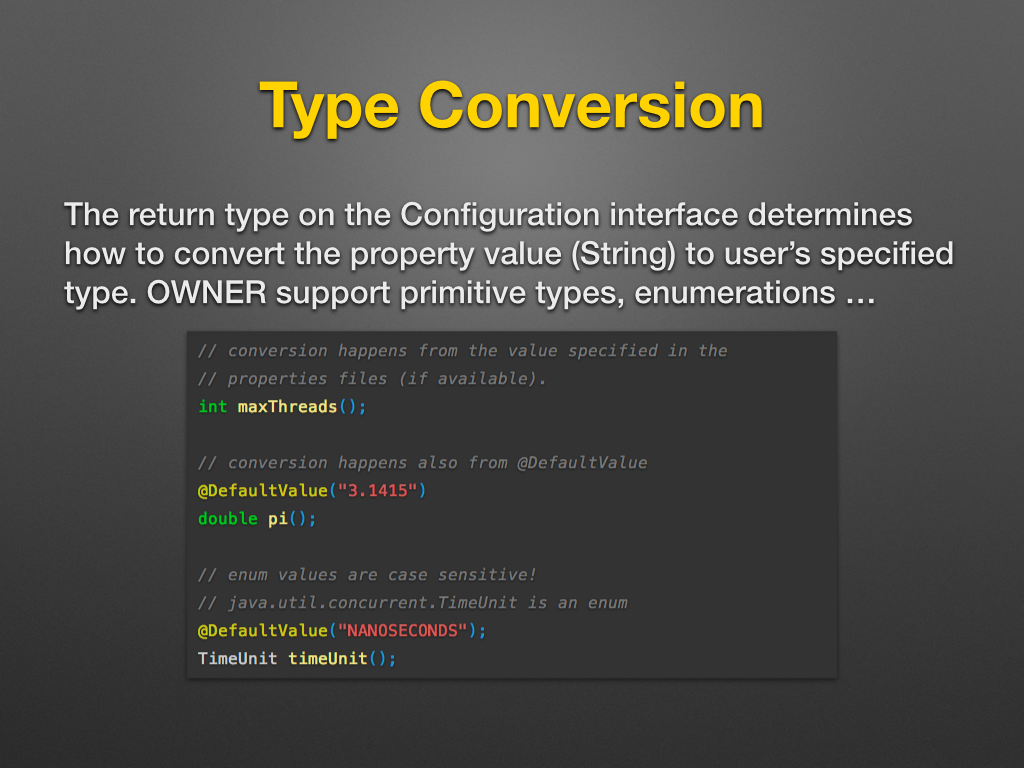 Type Conversion
The return type on the Configuration interface determines
how to convert the property value (String) to user’s specified
type. OWNER support primitive types, enumerations …
// conversion happens from the value specified in the
// properties files (if available).
int maxThreads();
// conversion happens also from @DefaultValue
@DefaultValue("3.1415")
double pi();
// enum values are case sensitive!
// java.util.concurrent.TimeUnit is an enum
@DefaultValue("NANOSECONDS");
TimeUnit timeUnit();